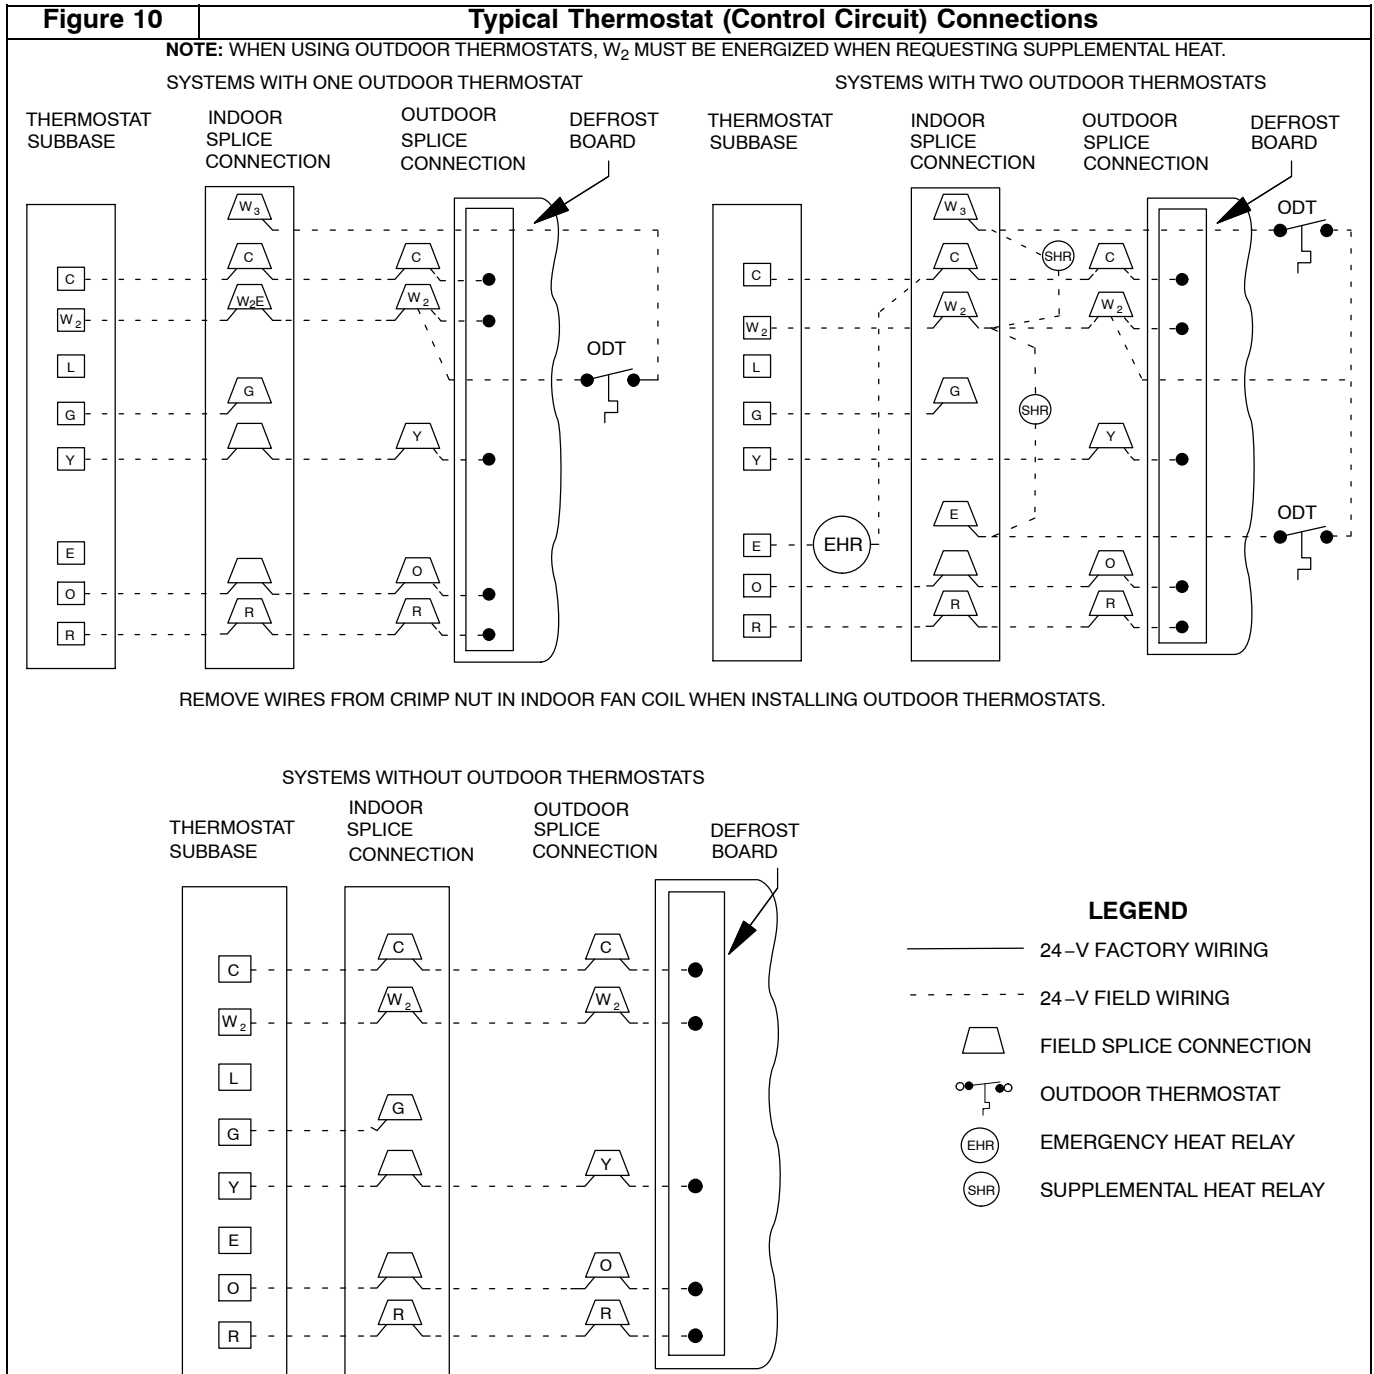 Figure 10
Typical Thermostat (Control Circuit) Connections
NOTE: WHEN USING OUTDOOR THERMOSTATS, W2 MUST BE ENERGIZED WHEN REQUESTING SUPPLEMENTAL HEAT.
SYSTEMS WITH ONE OUTDOOR THERMOSTAT
THERMOSTAT
SUBBASE
INDOOR
SPLICE
CONNECTION
OUTDOOR
SPLICE
CONNECTION
DEFROST
BOARD
W3
C
C
C
W2
W2E
W2
L
ODT
G
G
Y
Y
E
O
O
R
R
R
SYSTEMS WITH TWO OUTDOOR THERMOSTATS
THERMOSTAT
SUBBASE
INDOOR
SPLICE
CONNECTION
OUTDOOR
SPLICE
CONNECTION
DEFROST
BOARD
W3
ODT
C
C
SHR
C
W2
W2
W2
L
G
G
SHR
Y
Y
E
ODT
E
EHR
O
O
R
R
R
REMOVE WIRES FROM CRIMP NUT IN INDOOR FAN COIL WHEN INSTALLING OUTDOOR THERMOSTATS.
SYSTEMS WITHOUT OUTDOOR THERMOSTATS
THERMOSTAT
SUBBASE
INDOOR
SPLICE
CONNECTION
OUTDOOR
SPLICE
CONNECTION
DEFROST
BOARD
C
C
C
W2
W2
W2
L
G
G
Y
Y
E
O
O
R
R
R
LEGEND
24-V FACTORY WIRING
24-V FIELD WIRING
FIELD SPLICE CONNECTION
OUTDOOR THERMOSTAT
EHR
EMERGENCY HEAT RELAY
SHR
SUPPLEMENTAL HEAT RELAY